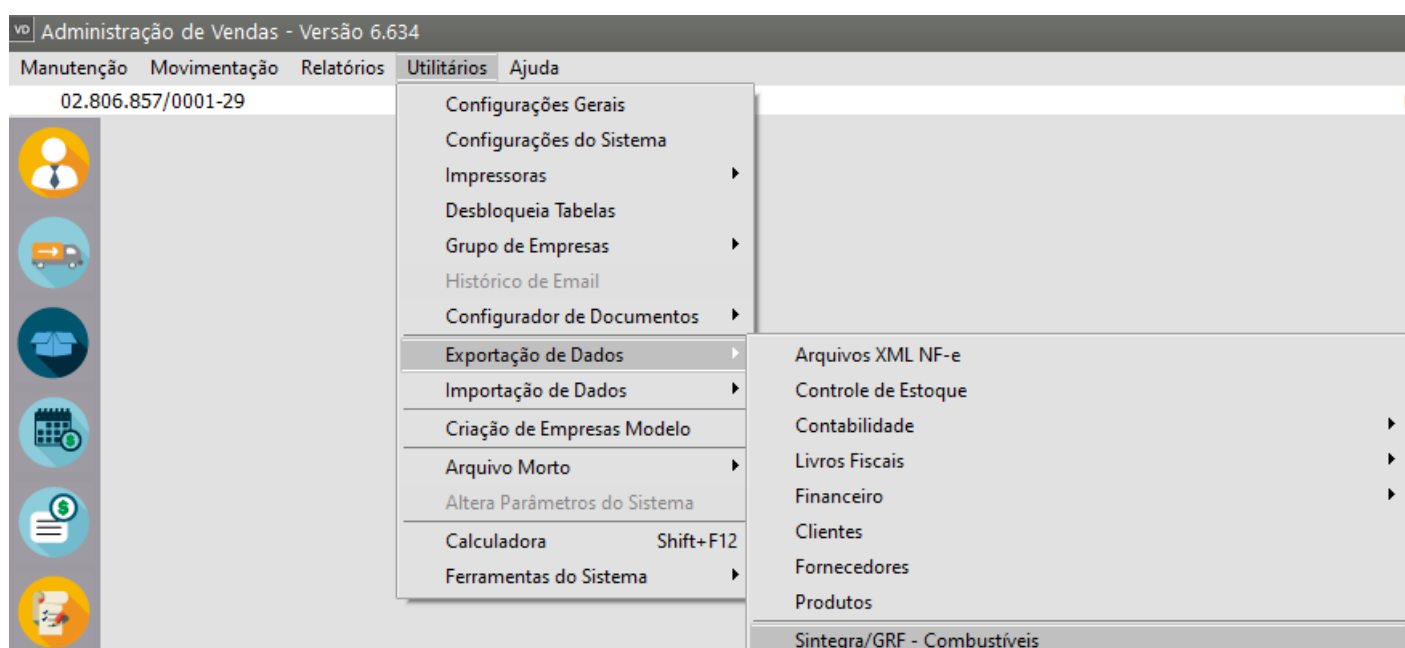 VD Administração de Vendas - Versão 6.634
Manutenção Movimentação Relatórios Utilitários Ajuda
02.806.857/0001-29
Configurações Gerais
Configurações do Sistema
Impressoras
Desbloqueia Tabelas
Grupo de Empresas
Histórico de Email
Configurador de Documentos
Exportação de Dados
Importação de Dados
Criação de Empresas Modelo
Arquivo Morto
Altera Parâmetros do Sistema
Calculadora Shift+F12
Ferramentas do Sistema
Arquivos XML NF-e
Controle de Estoque
Contabilidade
Livros Fiscais
Financeiro
Clientes
Fornecedores
Produtos
Sintegra/GRF - Combustíveis